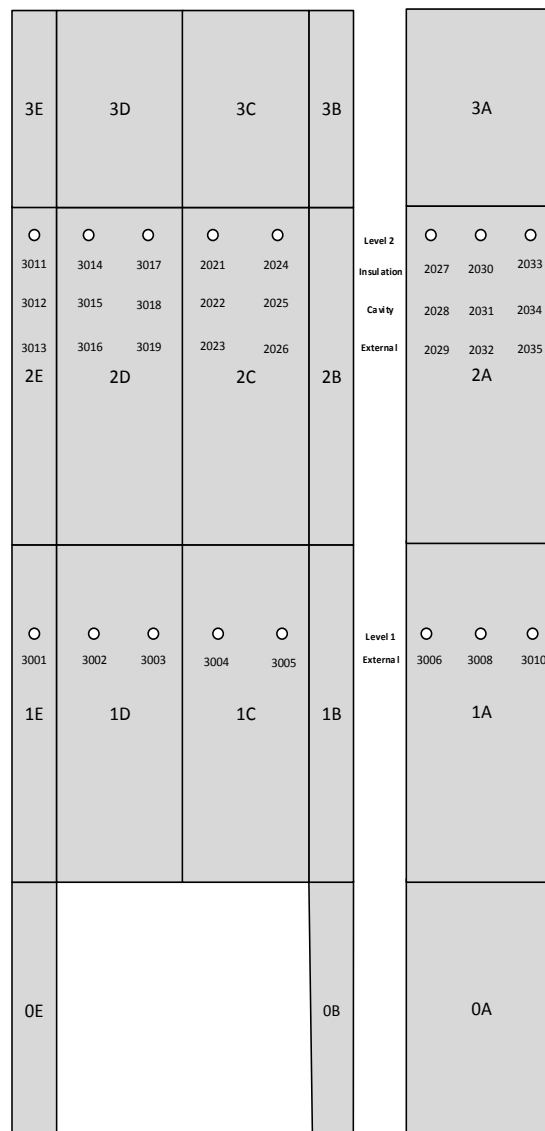 3E 3D 3C 3B 3A
Level 2
3011 3014 3017 2021 2024 Insulation 2027 2030 2033
3012 3015 3018 2022 2025 Cavity 2028 2031 2034
3013 3016 3019 2023 2026 External 2029 2032 2035
2E 2D 2C 2B 2A
Level 1
3001 3002 3003 3004 3005 External 3006 3008 3010
1E 1D 1C 1B 1A
0E 0B 0A